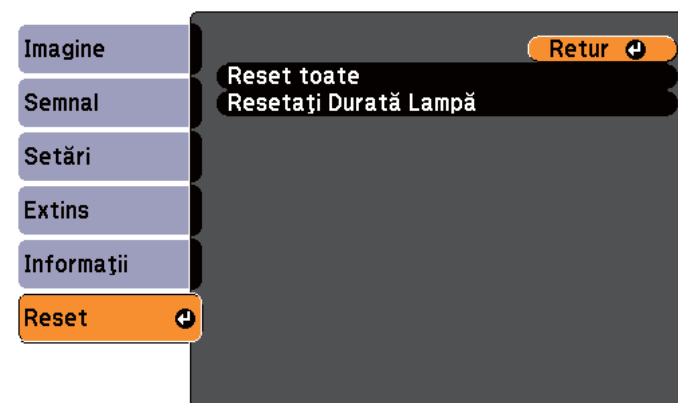 Imagine
Semnal
Setări
Extins
Informaţii
Reset
Retur
Reset toate
Resetaţi Durată Lampă